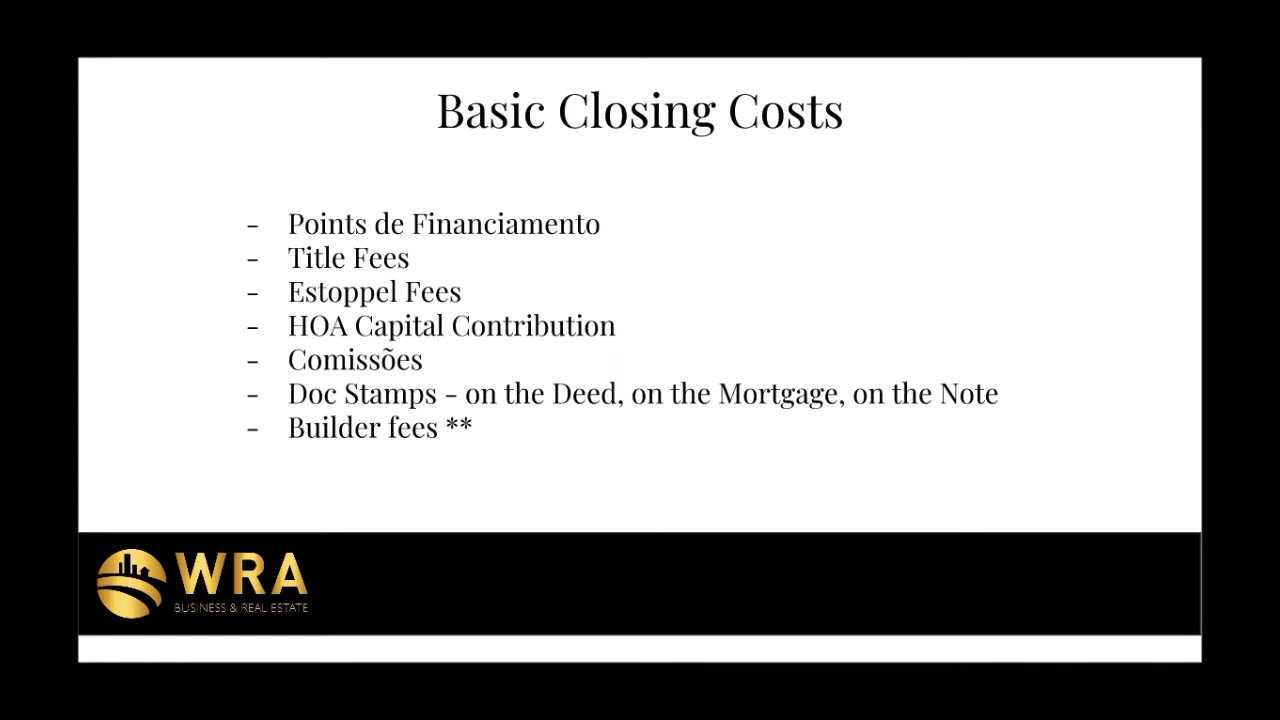 Basic Closing Costs
- Points de Financiamento
- Title Fees
- Estoppel Fees
- HOA Capital Contribution
- Comissões
- Doc Stamps - on the Deed, on the Mortgage, on the Note
- Builder fees **
WRA
BUSINESS & REAL ESTATE